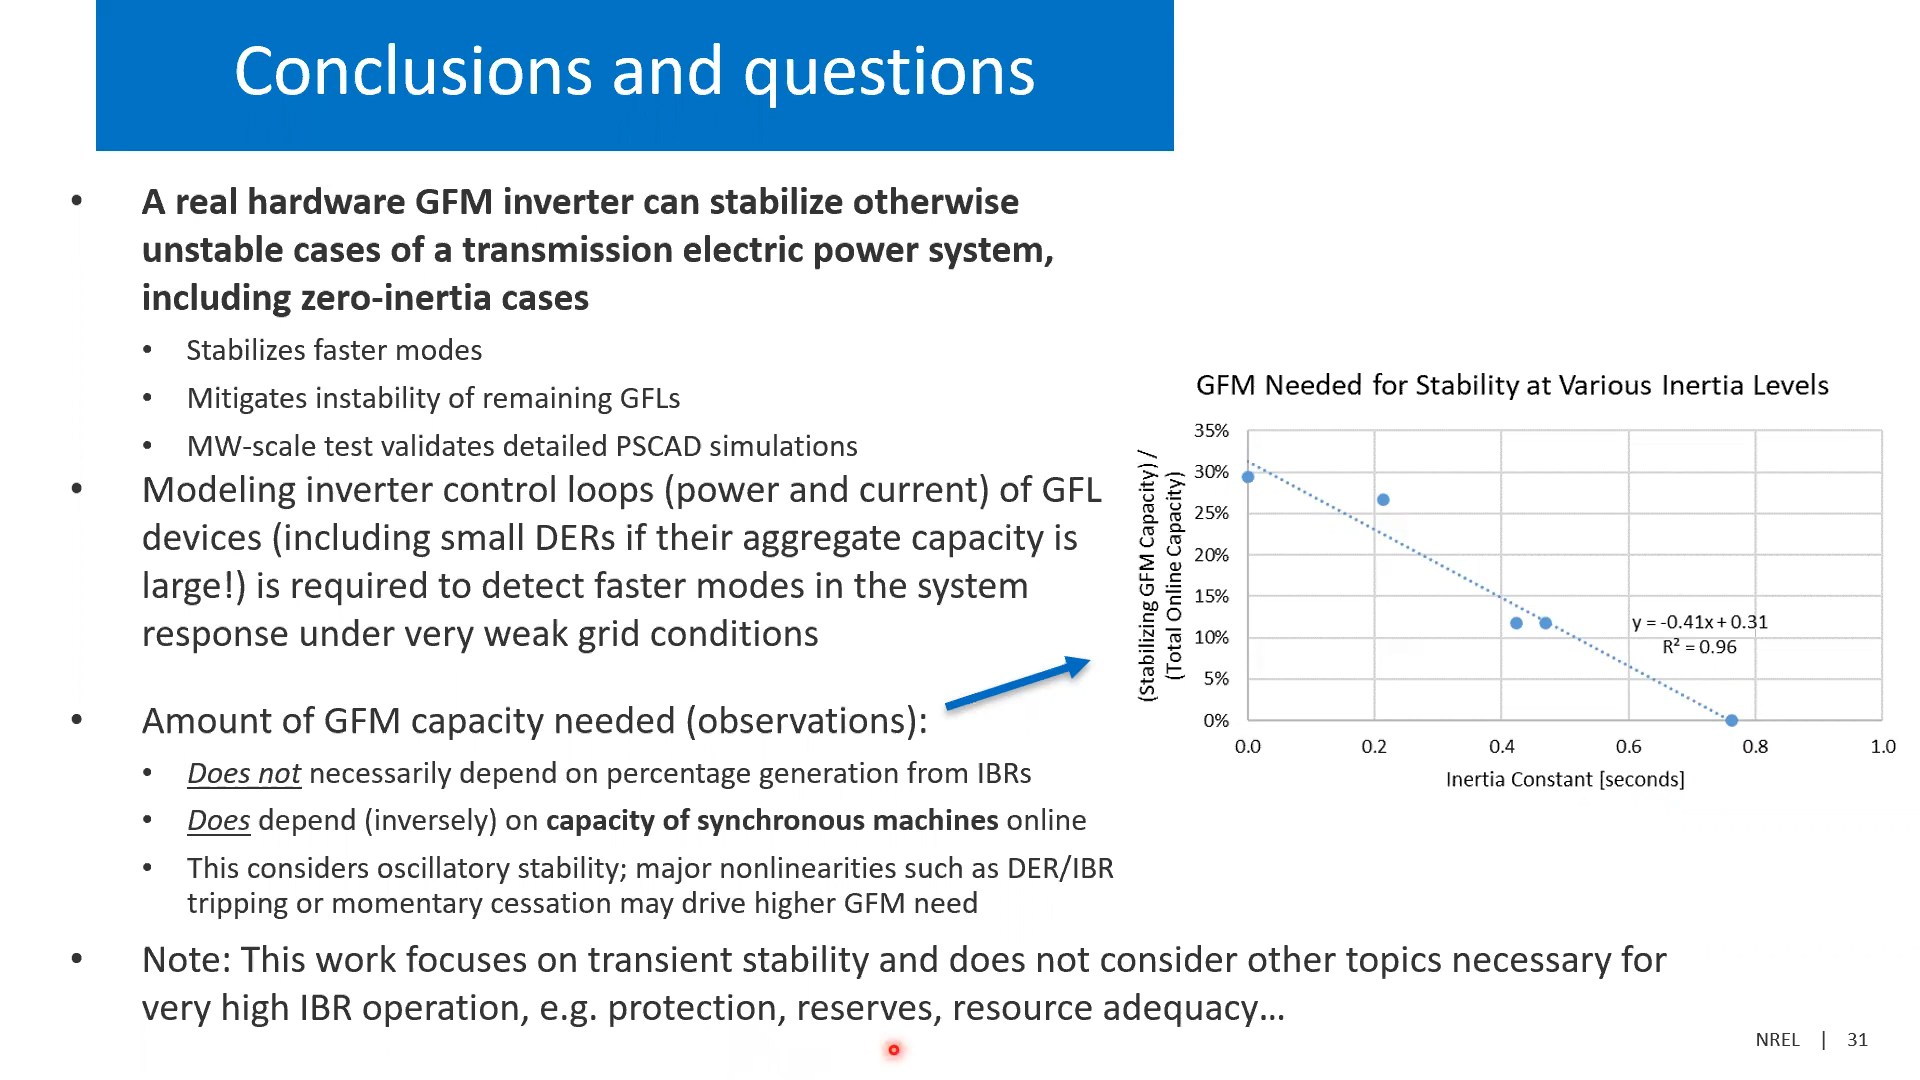 Conclusions and questions
• A real hardware GFM inverter can stabilize otherwise
unstable cases of a transmission electric power system,
including zero-inertia cases
• Stabilizes faster modes
• Mitigates instability of remaining GFLs
• MW-scale test validates detailed PSCAD simulations
• Modeling inverter control loops (power and current) of GFL
devices (including small DERs if their aggregate capacity is
large!) is required to detect faster modes in the system
response under very weak grid conditions
• Amount of GFM capacity needed (observations):
• Does not necessarily depend on percentage generation from IBRs
• Does depend (inversely) on capacity of synchronous machines online
• This considers oscillatory stability; major nonlinearities such as DER/IBR
tripping or momentary cessation may drive higher GFM need
• Note: This work focuses on transient stability and does not consider other topics necessary for
very high IBR operation, e.g. protection, reserves, resource adequacy…
GFM Needed for Stability at Various Inertia Levels
(Stabilizing GFM Capacity) /
(Total Online Capacity)
35%
30%
25%
20%
15%
10%
5%
0%
y = -0.41x + 0.31
R² = 0.96
0.0 0.2 0.4 0.6 0.8 1.0
Inertia Constant [seconds]
NREL | 31